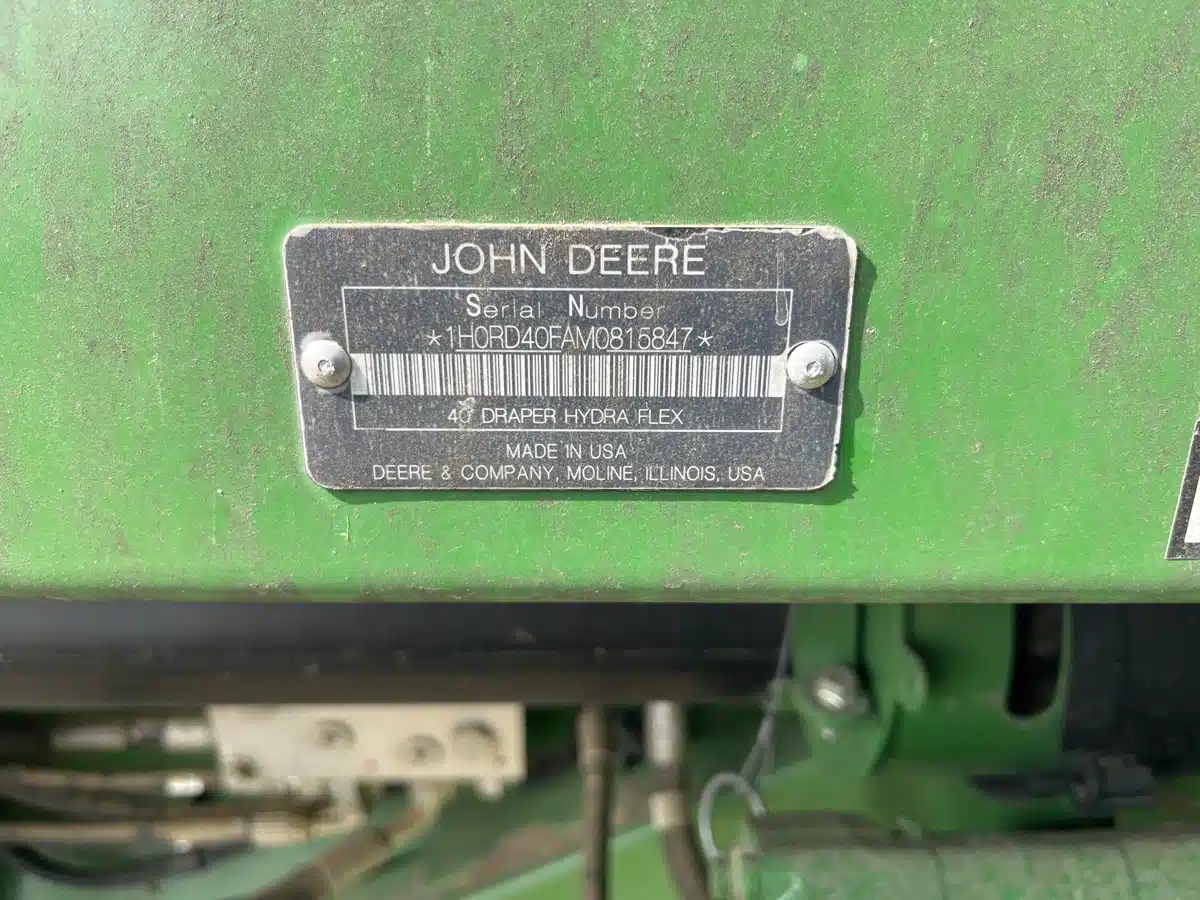 JOHN DEERE
Serial Number
*1H0RD40FAM0815847*
40' DRAPER HYDRA FLEX
MADE IN USA
DEERE & COMPANY, MOLINE, ILLINOIS, USA